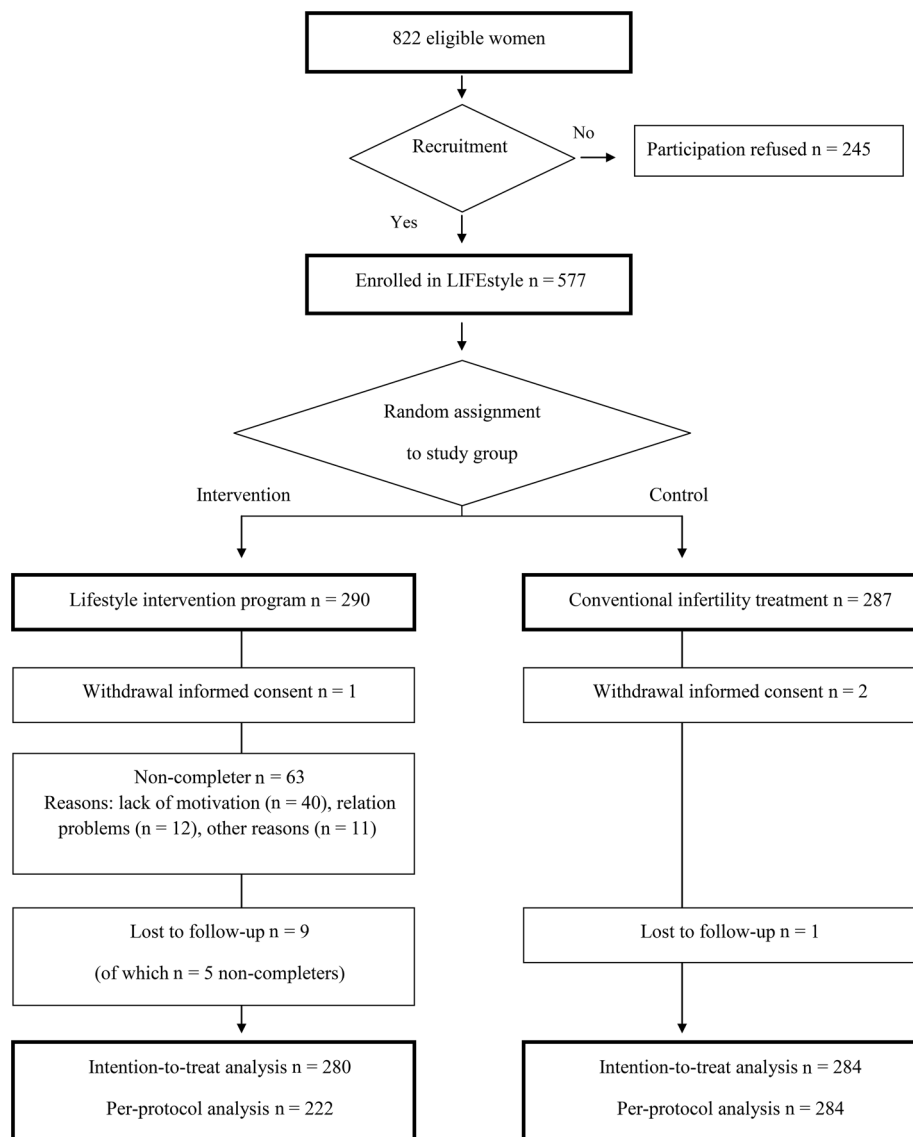 822 eligible women
Recruitment
No
Participation refused n = 245
Yes
Enrolled in LIFEstyle n = 577
Random assignment
to study group
Intervention
Control
Lifestyle intervention program n = 290
Conventional infertility treatment n = 287
Withdrawal informed consent n = 1
Withdrawal informed consent n = 2
Non-completer n = 63
Reasons: lack of motivation (n = 40), relation
problems (n = 12), other reasons (n = 11)
Lost to follow-up n = 9
(of which n = 5 non-completers)
Lost to follow-up n = 1
Intention-to-treat analysis n = 280
Per-protocol analysis n = 222
Intention-to-treat analysis n = 284
Per-protocol analysis n = 284